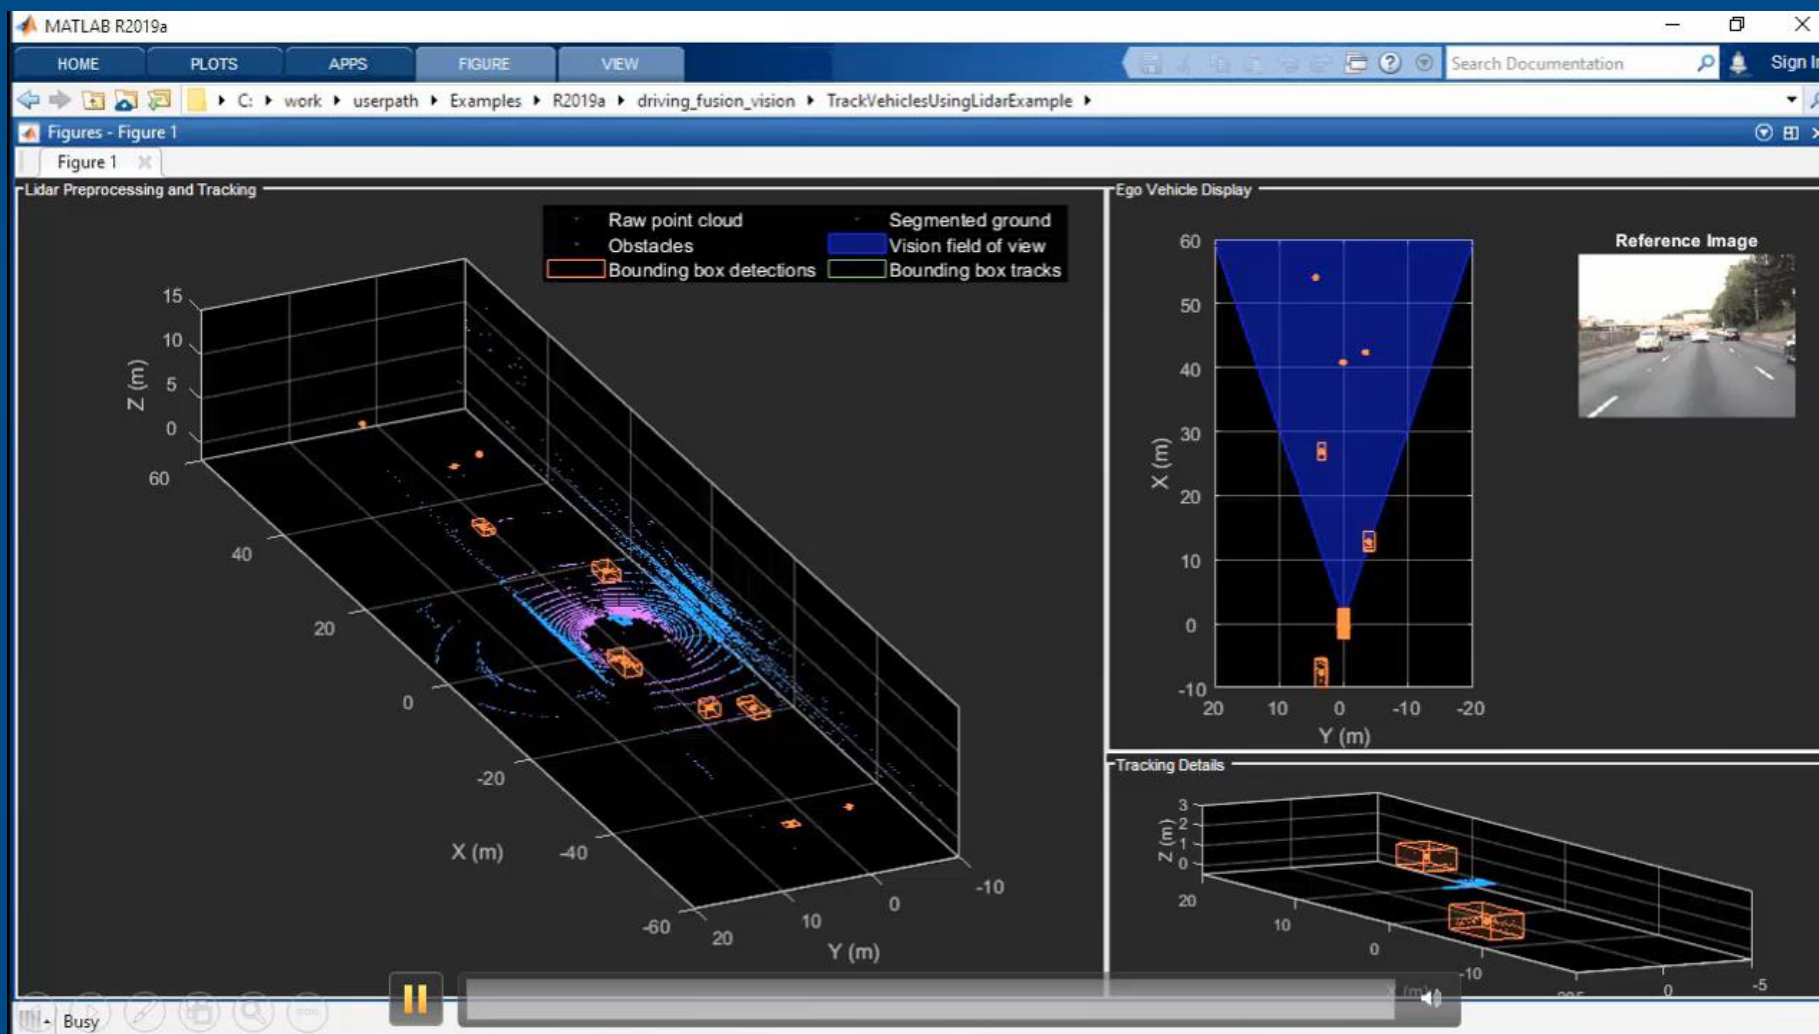 MATLAB R2019a
HOME PLOTS APPS FIGURE VIEW
Search Documentation
Sign In
C: work userpath Examples R2019a driving_fusion_vision TrackVehiclesUsingLidarExample
Figures - Figure 1
Figure 1
Lidar Preprocessing and Tracking
Raw point cloud Segmented ground
Obstacles Vision field of view
Bounding box detections Bounding box tracks
15
10
5
0
Z (m)
60
40
20
0
-20
-40
-60
X (m)
20
10
0
-10
Y (m)
Ego Vehicle Display
Reference Image
60
50
40
30
20
10
0
-10
X (m)
20 10 0 -10 -20
Y (m)
Tracking Details
3
2
1
0
Z (m)
20
10
0
-10
X (m)
0
-5
Busy